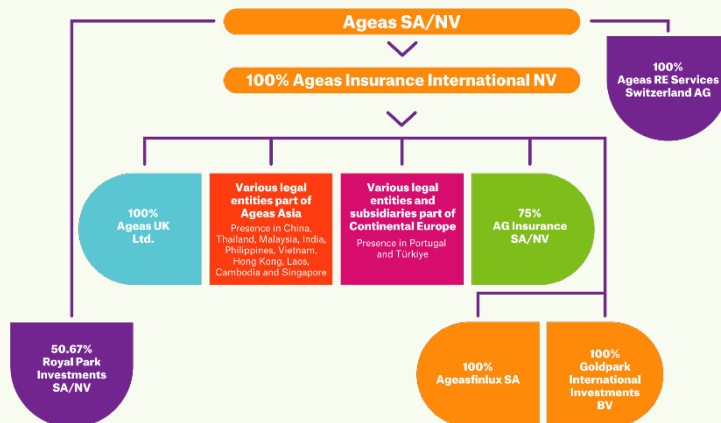 Ageas SA/NV
100% Ageas Insurance International NV
100%
Ageas RE Services
Switzerland AG
100%
Ageas UK
Ltd.
Various legal
entities part of
Ageas Asia
Presence in China,
Thailand, Malaysia, India,
Philippines, Vietnam,
Hong Kong, Laos,
Cambodia and Singapore
Various legal
entities and
subsidiaries part of
Continental Europe
Presence in Portugal
and Türkiye
75%
AG Insurance
SA/NV
50.67%
Royal Park
Investments
SA/NV
100%
Ageasfinlux SA
100%
Goldpark
International
Investments
BV